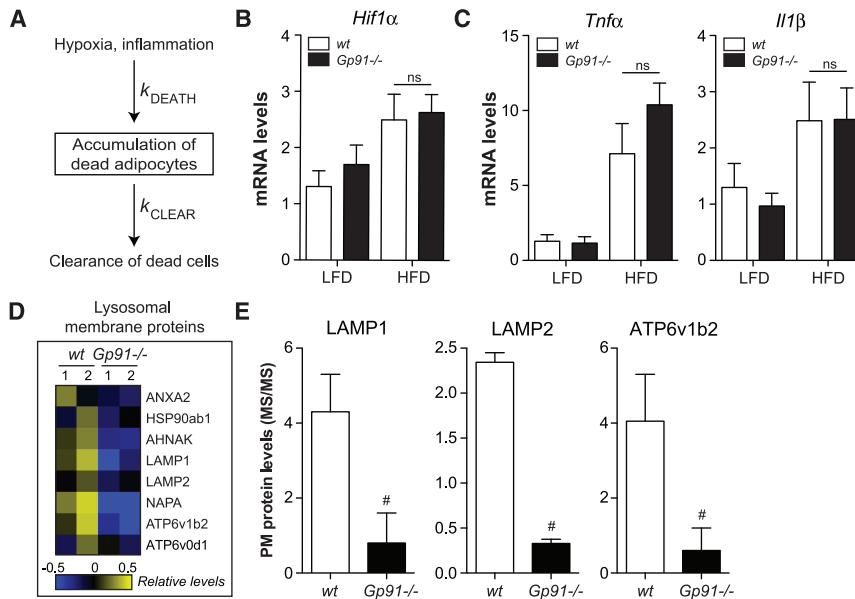 A
Hypoxia, inflammation
kDEATH
Accumulation of
dead adipocytes
kCLEAR
Clearance of dead cells
B
Hif1α
wt
Gp91-/-
ns
mRNA levels
4
3
2
1
0
LFD
HFD
C
Tnfα
wt
Gp91-/-
ns
mRNA levels
15
10
5
0
LFD
HFD
Il1β
wt
Gp91-/-
ns
4
3
2
1
0
LFD
HFD
D
Lysosomal
membrane proteins
wt Gp91-/-
1 2 1 2
ANXA2
HSP90ab1
AHNAK
LAMP1
LAMP2
NAPA
ATP6v1b2
ATP6v0d1
-0.5 0 0.5
Relative levels
E
PM protein levels (MS/MS)
LAMP1
6
4
2
0
#
wt Gp91-/-
LAMP2
2.5
2.0
1.5
1.0
0.5
0.0
#
wt Gp91-/-
ATP6v1b2
6
4
2
0
#
wt Gp91-/-